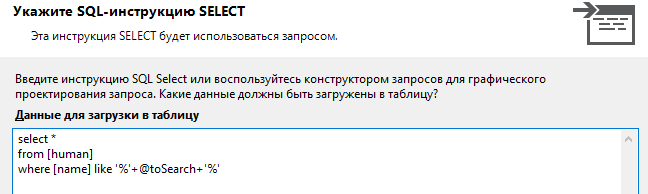 Укажите SQL-инструкцию SELECT
Эта инструкция SELECT будет использоваться запросом.
Введите инструкцию SQL Select или воспользуйтесь конструктором запросов для графического
проектирования запроса. Какие данные должны быть загружены в таблицу?
Данные для загрузки в таблицу
select *
from [human]
where [name] like '%'+@toSearch+'%'